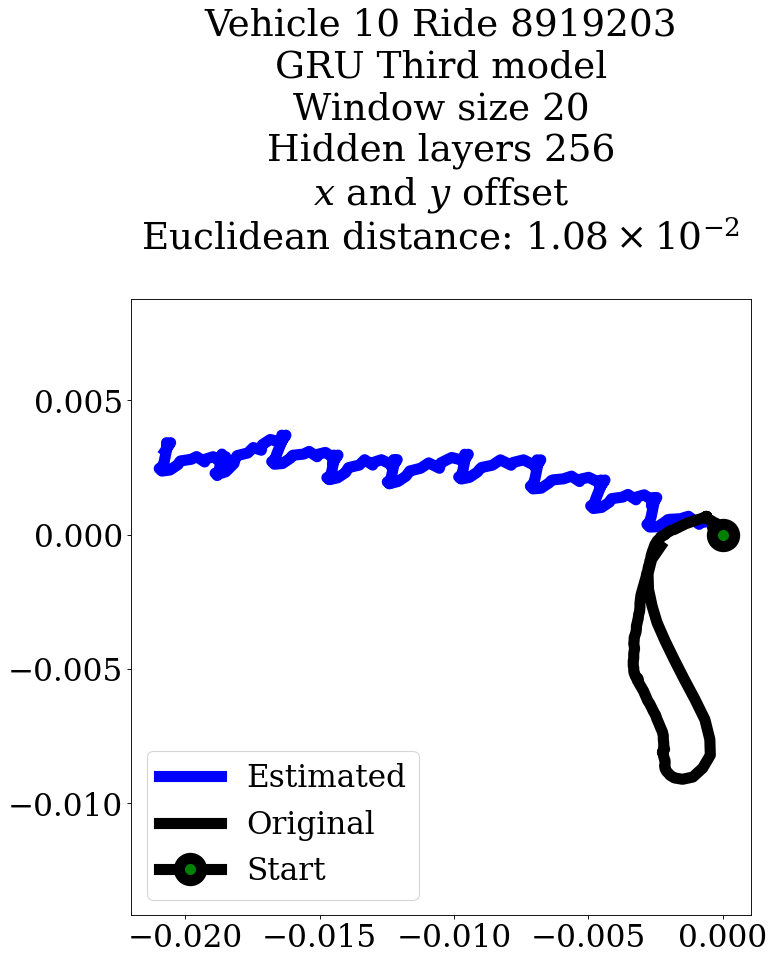 Vehicle 10 Ride 8919203
GRU Third model
Window size 20
Hidden layers 256
x and y offset
Euclidean distance: 1.08 × 10⁻²
0.005
0.000
−0.005
−0.010
Estimated
Original
Start
−0.020 −0.015 −0.010 −0.005 0.000